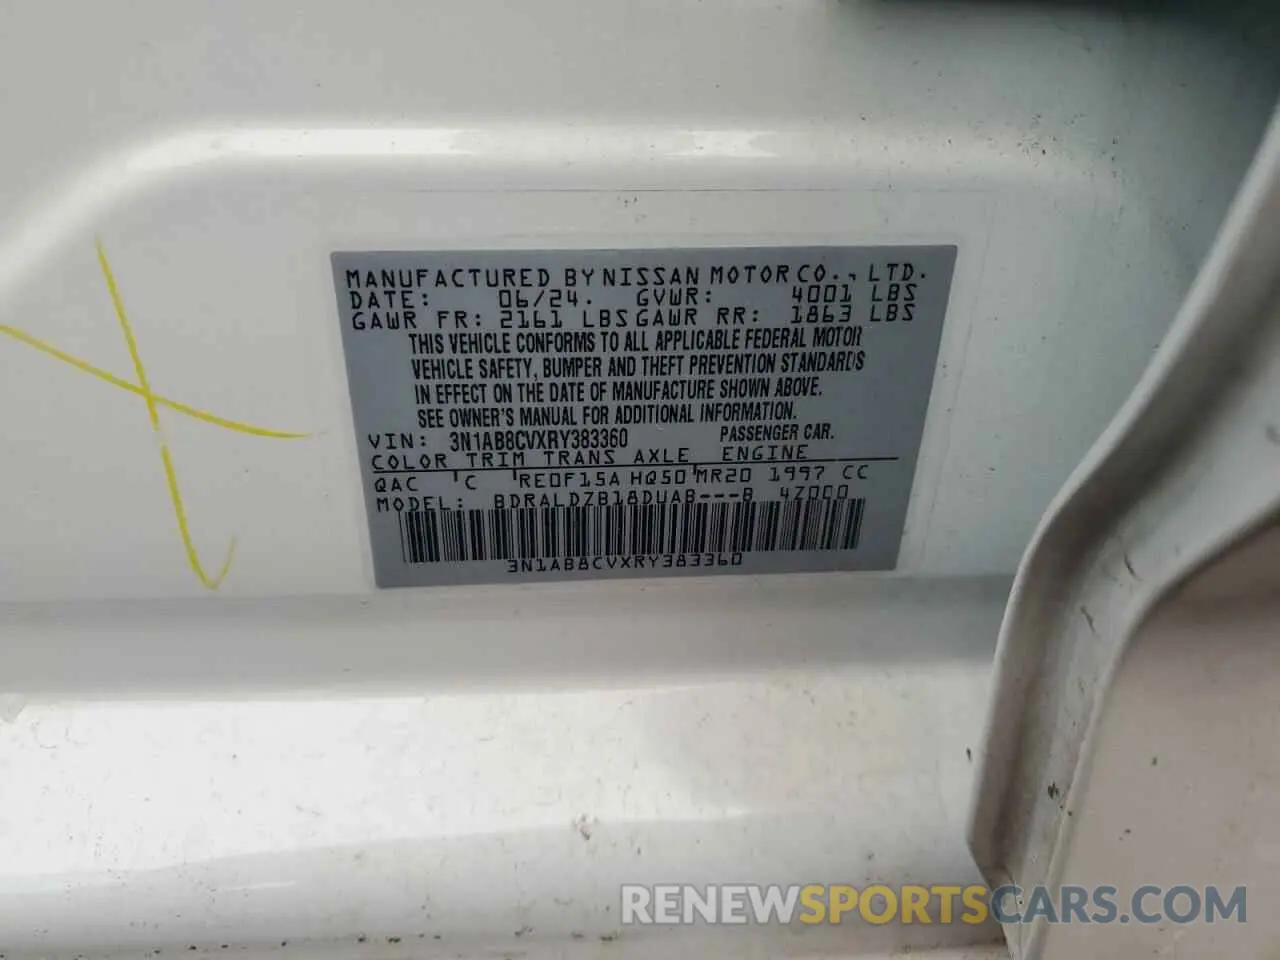 MANUFACTURED BY NISSAN MOTOR CO., LTD.
DATE: 06/24. GVWR: 4001 LBS
GAWR FR: 2161 LBS GAWR RR: 1863 LBS
THIS VEHICLE CONFORMS TO ALL APPLICABLE FEDERAL MOTOR
VEHICLE SAFETY, BUMPER AND THEFT PREVENTION STANDARDS
IN EFFECT ON THE DATE OF MANUFACTURE SHOWN ABOVE.
SEE OWNER'S MANUAL FOR ADDITIONAL INFORMATION.
VIN: 3N1AB8CVXRY383360 PASSENGER CAR.
COLOR TRIM TRANS AXLE ENGINE
QAC C RE0F15A HQ50 MR20 1997 CC
MODEL: BDRALDZB18DUAB---B 4Z000
3N1AB8CVXRY383360
RENEWSPORTSCARS.COM